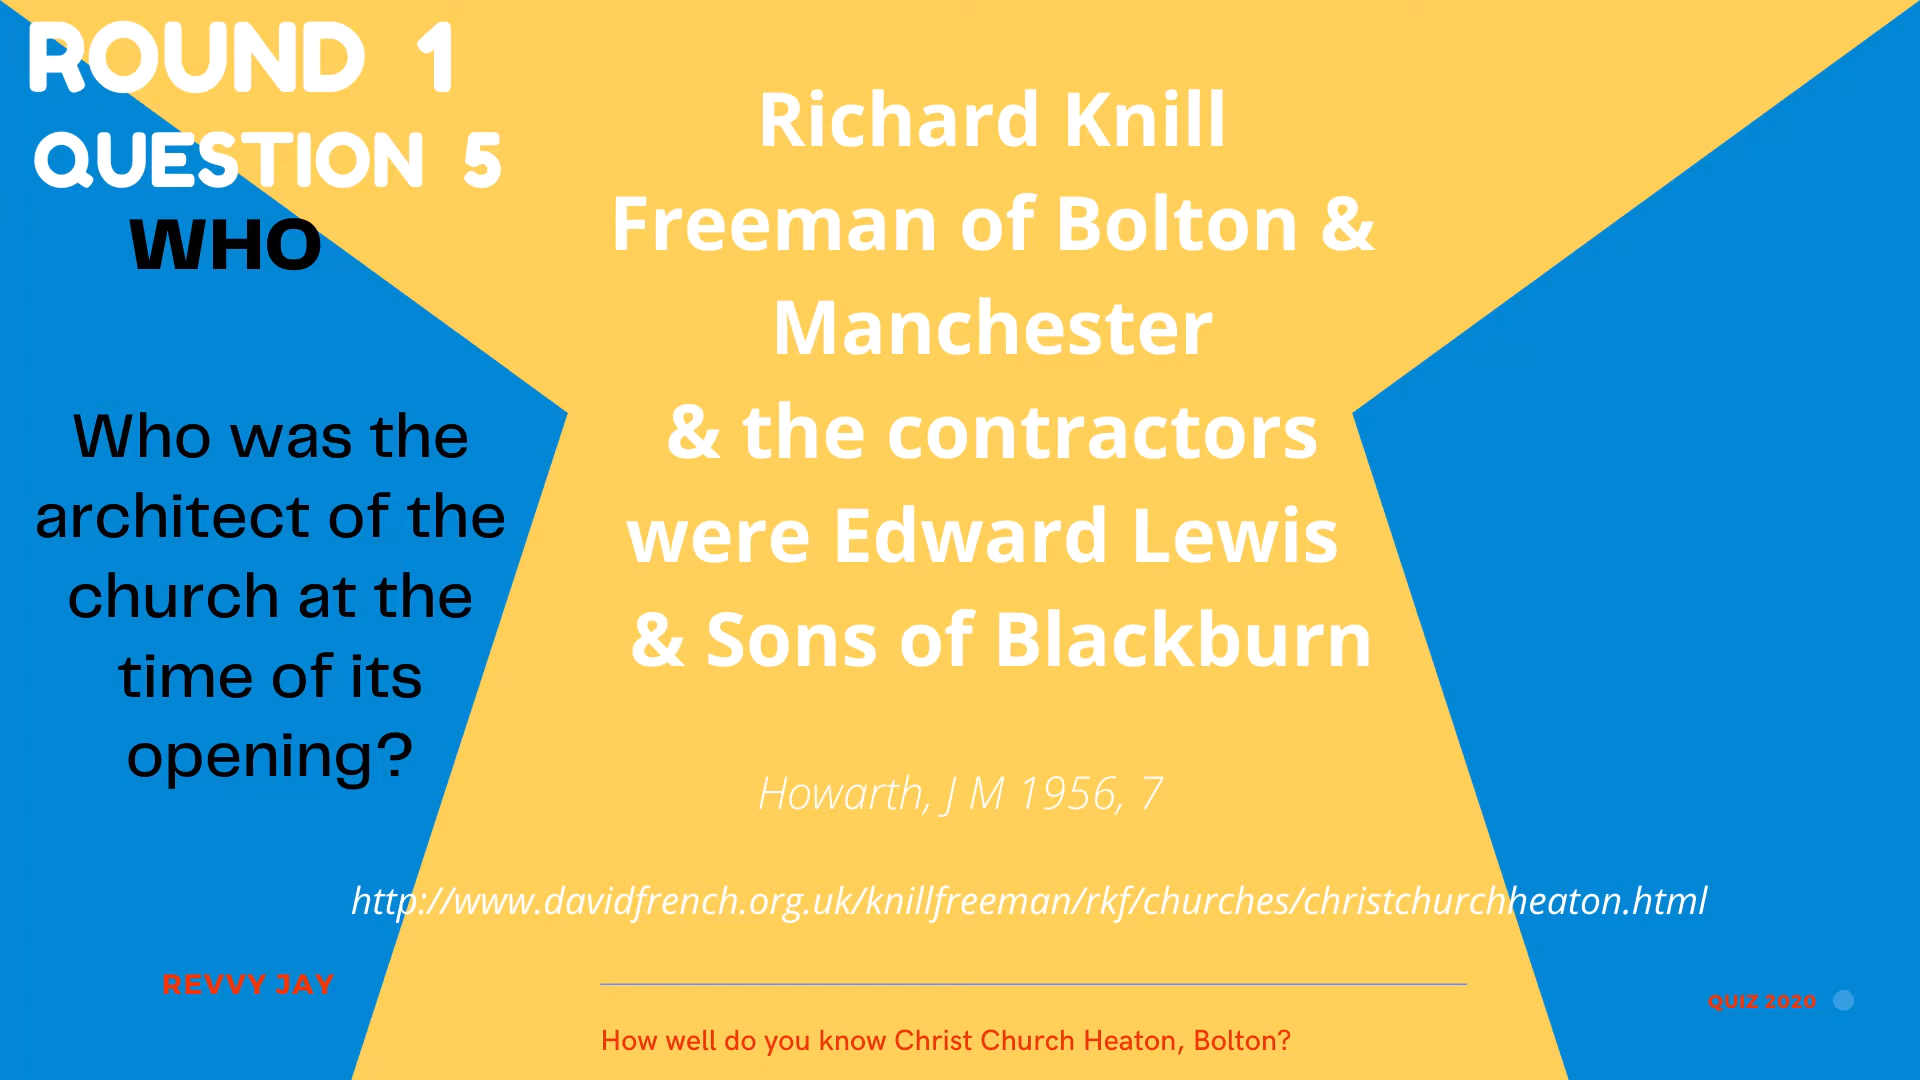 ROUND 1
QUESTION 5
WHO
Who was the
architect of the
church at the
time of its
opening?
Richard Knill
Freeman of Bolton &
Manchester
& the contractors
were Edward Lewis
& Sons of Blackburn
Howarth, J M 1956, 7
http://www.davidfrench.org.uk/knillfreeman/rkf/churches/christchurchheaton.html
REVVY JAY
QUIZ 2020
How well do you know Christ Church Heaton, Bolton?